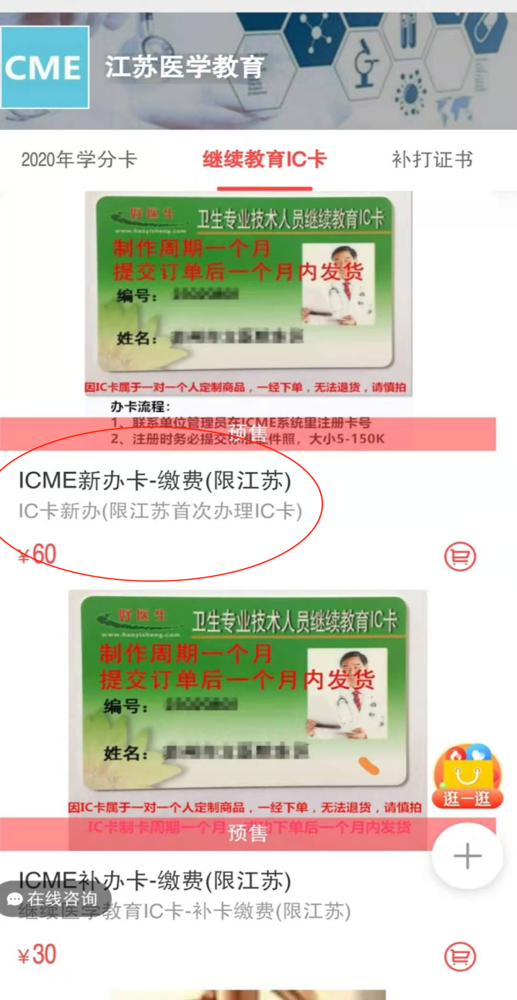 CME
江苏医学教育
2020年学分卡
继续教育IC卡
补打证书
好医生
www.haoyisheng.com
卫生专业技术人员继续教育IC卡
制作周期一个月
提交订单后一个月内发货
编号：
姓名：
因IC卡属于一对一个人定制商品，一经下单，无法退货，请慎拍
办卡流程：
1、联系单位管理员在ICME系统里注册卡号
预售
2、注册时务必提交标准证件照，大小5-150K
ICME新办卡-缴费(限江苏)
IC卡新办(限江苏首次办理IC卡)
¥60
好医生
www.haoyisheng.com
卫生专业技术人员继续教育IC卡
制作周期一个月
提交订单后一个月内发货
编号：
姓名：
因IC卡属于一对一个人定制商品，一经下单，无法退货，请慎拍
IC卡制卡周期一个月，成功下单后一个月内发货
预售
逛一逛
ICME补办卡-缴费(限江苏)
在线咨询
继续医学教育IC卡-补卡缴费(限江苏)
¥30